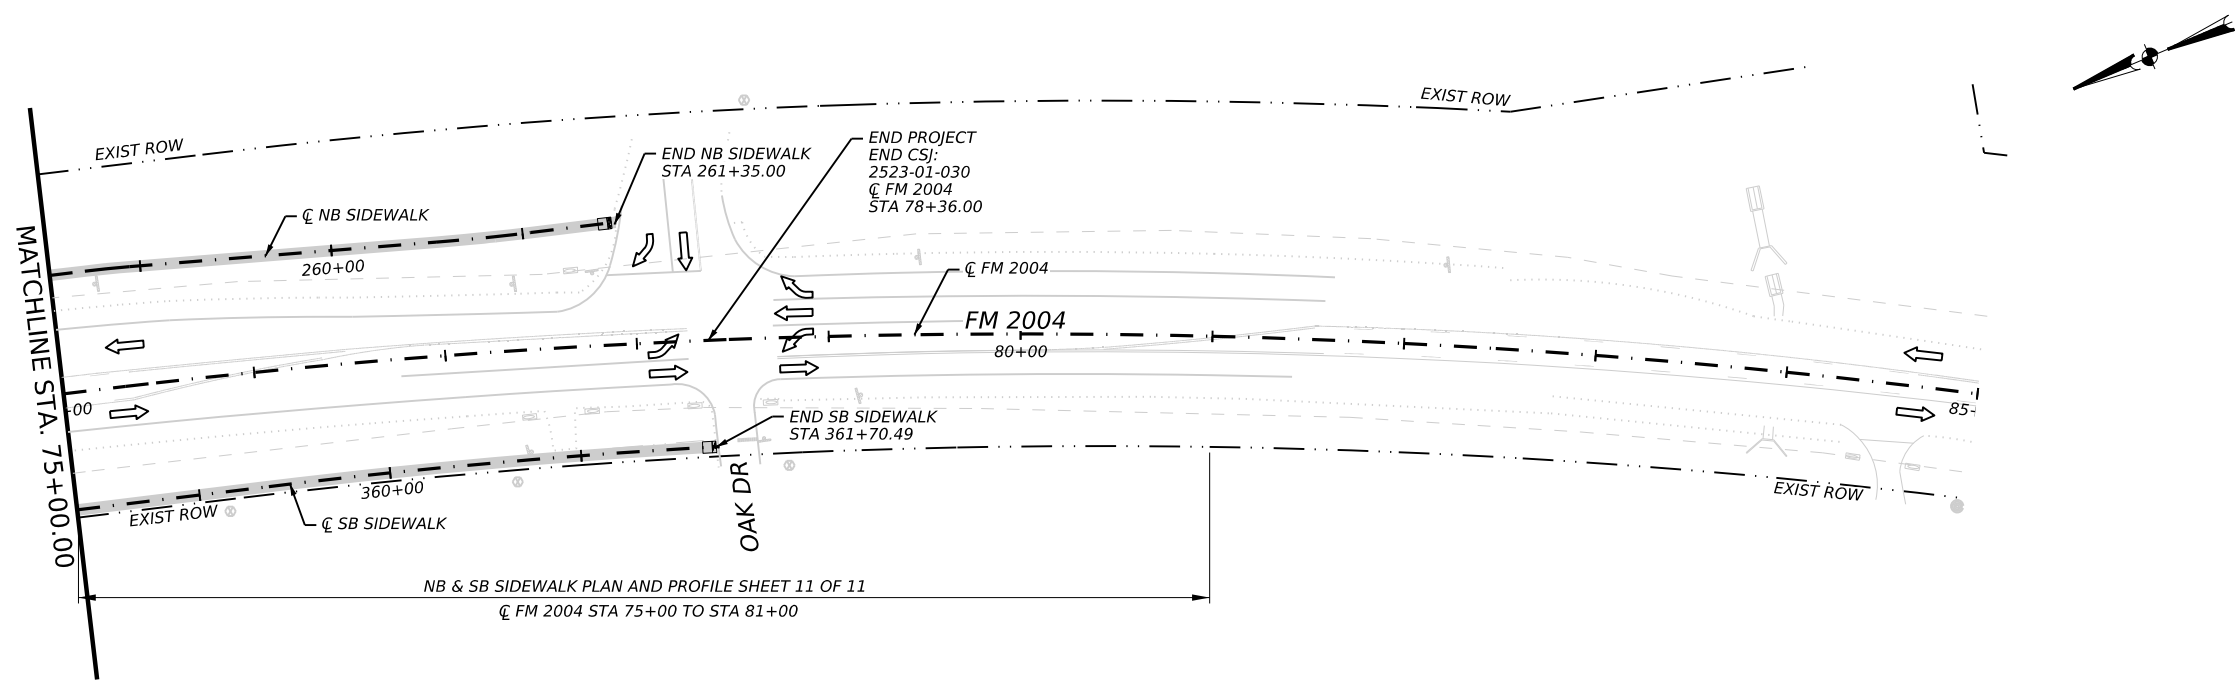 EXIST ROW
EXIST ROW
END NB SIDEWALK
STA 261+35.00
END PROJECT
END CSJ:
2523-01-030
℄ FM 2004
STA 78+36.00
℄ NB SIDEWALK
260+00
℄ FM 2004
FM 2004
80+00
MATCHLINE STA. 75+00.00
-00
85-
END SB SIDEWALK
STA 361+70.49
360+00
EXIST ROW
℄ SB SIDEWALK
OAK DR
EXIST ROW
NB & SB SIDEWALK PLAN AND PROFILE SHEET 11 OF 11
℄ FM 2004 STA 75+00 TO STA 81+00